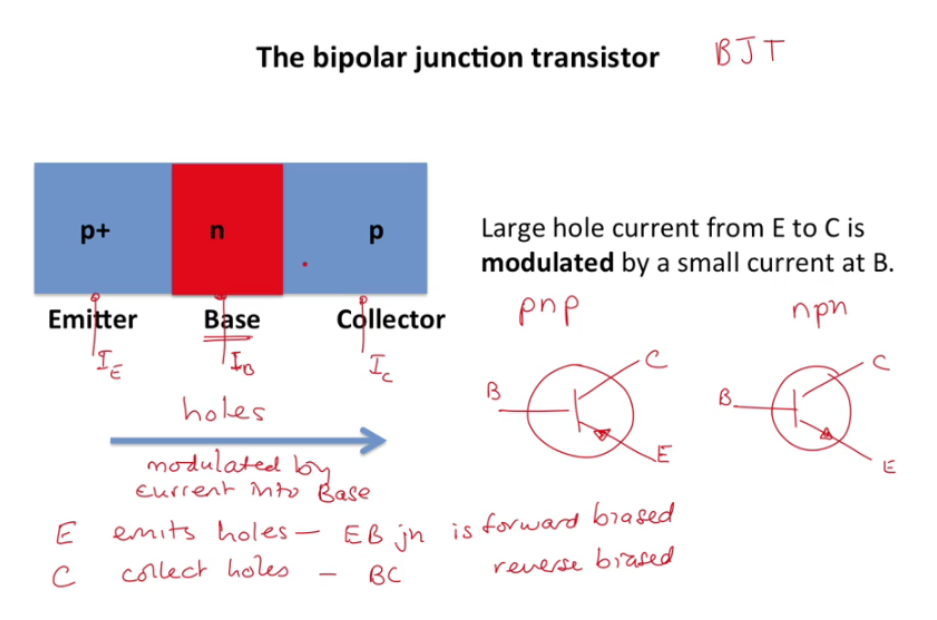 The bipolar junction transistor BJT
p+ n p
Large hole current from E to C is
modulated by a small current at B.
Emitter Base Collector
I_E I_B I_C
pnp npn
B C E
B C E
holes
modulated by
current into Base
E emits holes – EB jn is forward biased
C collect holes – BC reverse biased